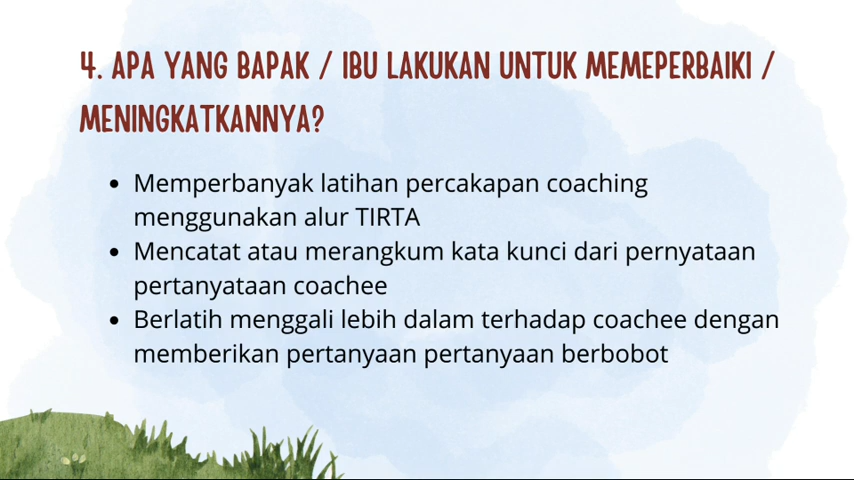 4. APA YANG BAPAK / IBU LAKUKAN UNTUK MEMEPERBAIKI /
MENINGKATKANNYA?
• Memperbanyak latihan percakapan coaching
menggunakan alur TIRTA
• Mencatat atau merangkum kata kunci dari pernyataan
pertanyataan coachee
• Berlatih menggali lebih dalam terhadap coachee dengan
memberikan pertanyaan pertanyaan berbobot